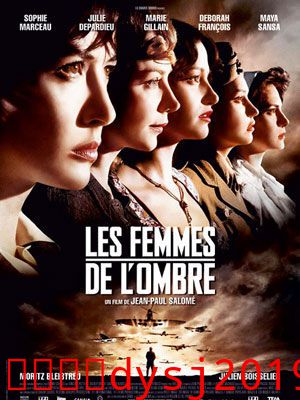 SOPHIE MARCEAU
JULIE DEPARDIEU
MARIE GILLAIN
DEBORAH FRANÇOIS
MAYA SANSA
LES FEMMES
DE L'OMBRE
UN FILM DE JEAN-PAUL SALOMÉ
MORITZ BLEIBTREU
JULIEN BOISSELIER
dysj2019